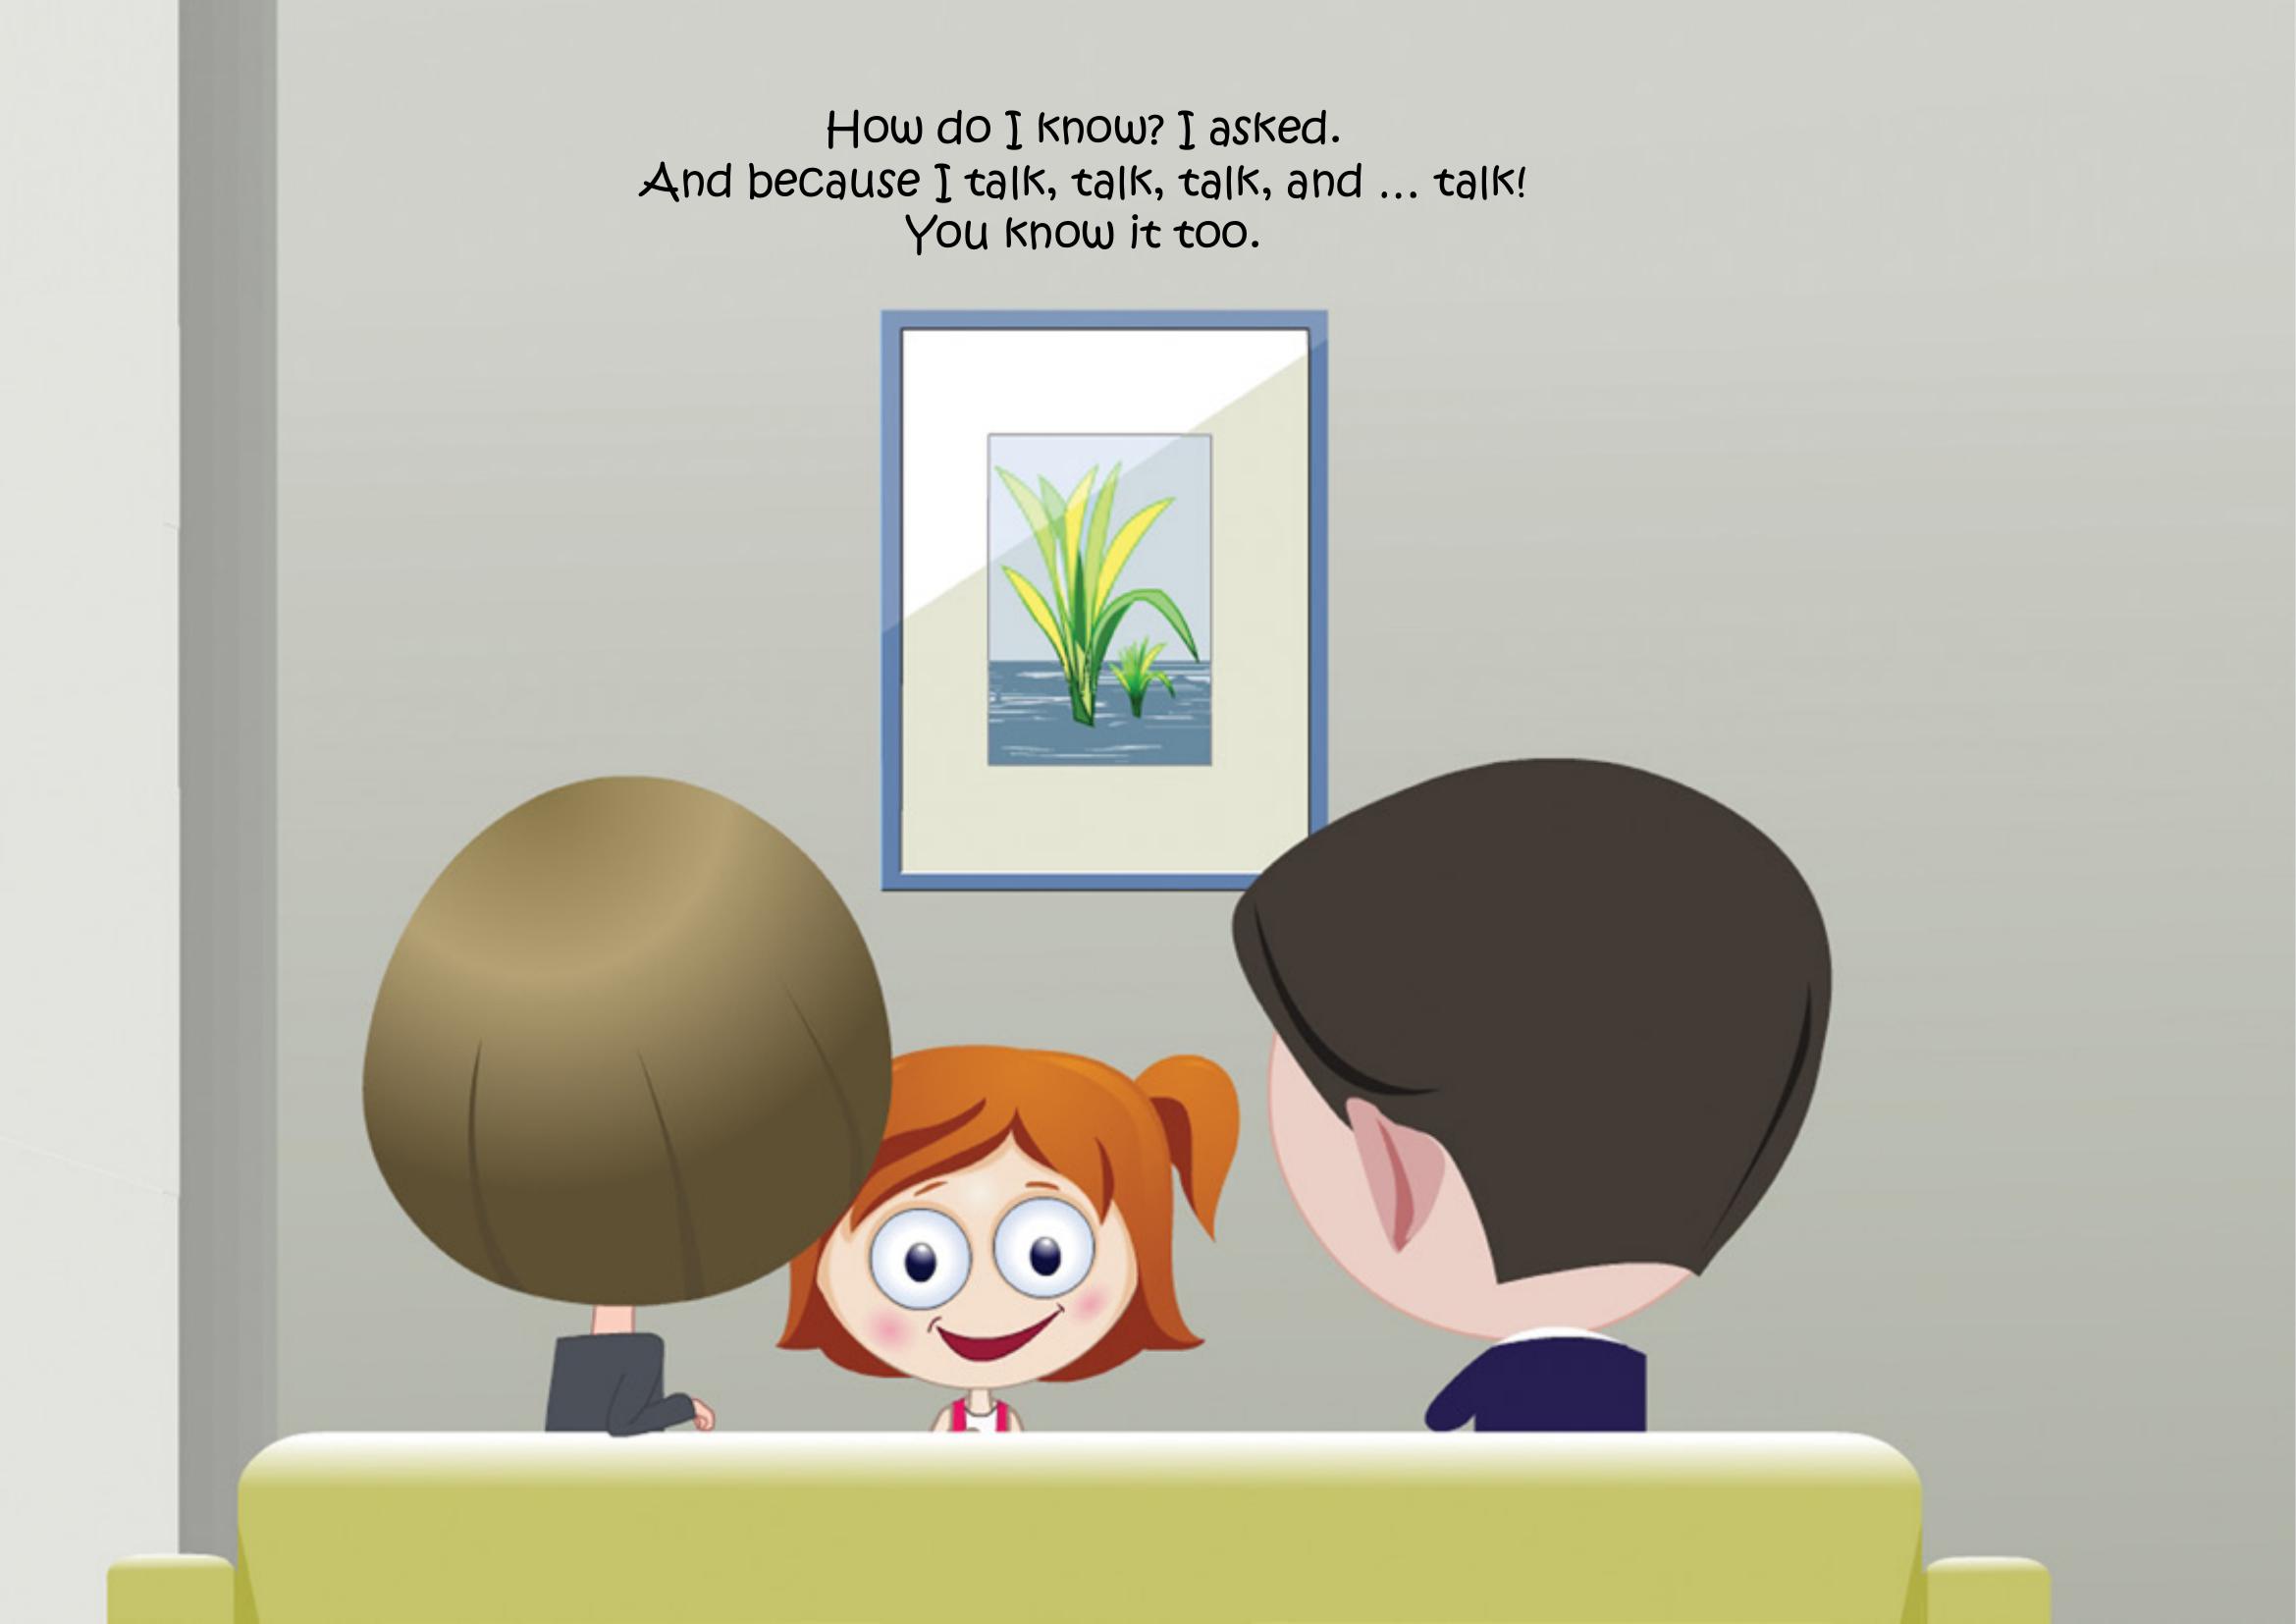 How do I know? I asked.
And because I talk, talk, talk, and ... talk!
You know it too.